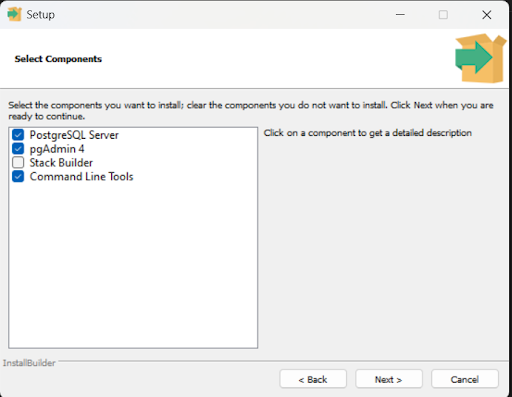 Setup
Select Components
Select the components you want to install; clear the components you do not want to install. Click Next when you are
ready to continue.
PostgreSQL Server
pgAdmin 4
Stack Builder
Command Line Tools
Click on a component to get a detailed description
InstallBuilder
< Back
Next >
Cancel